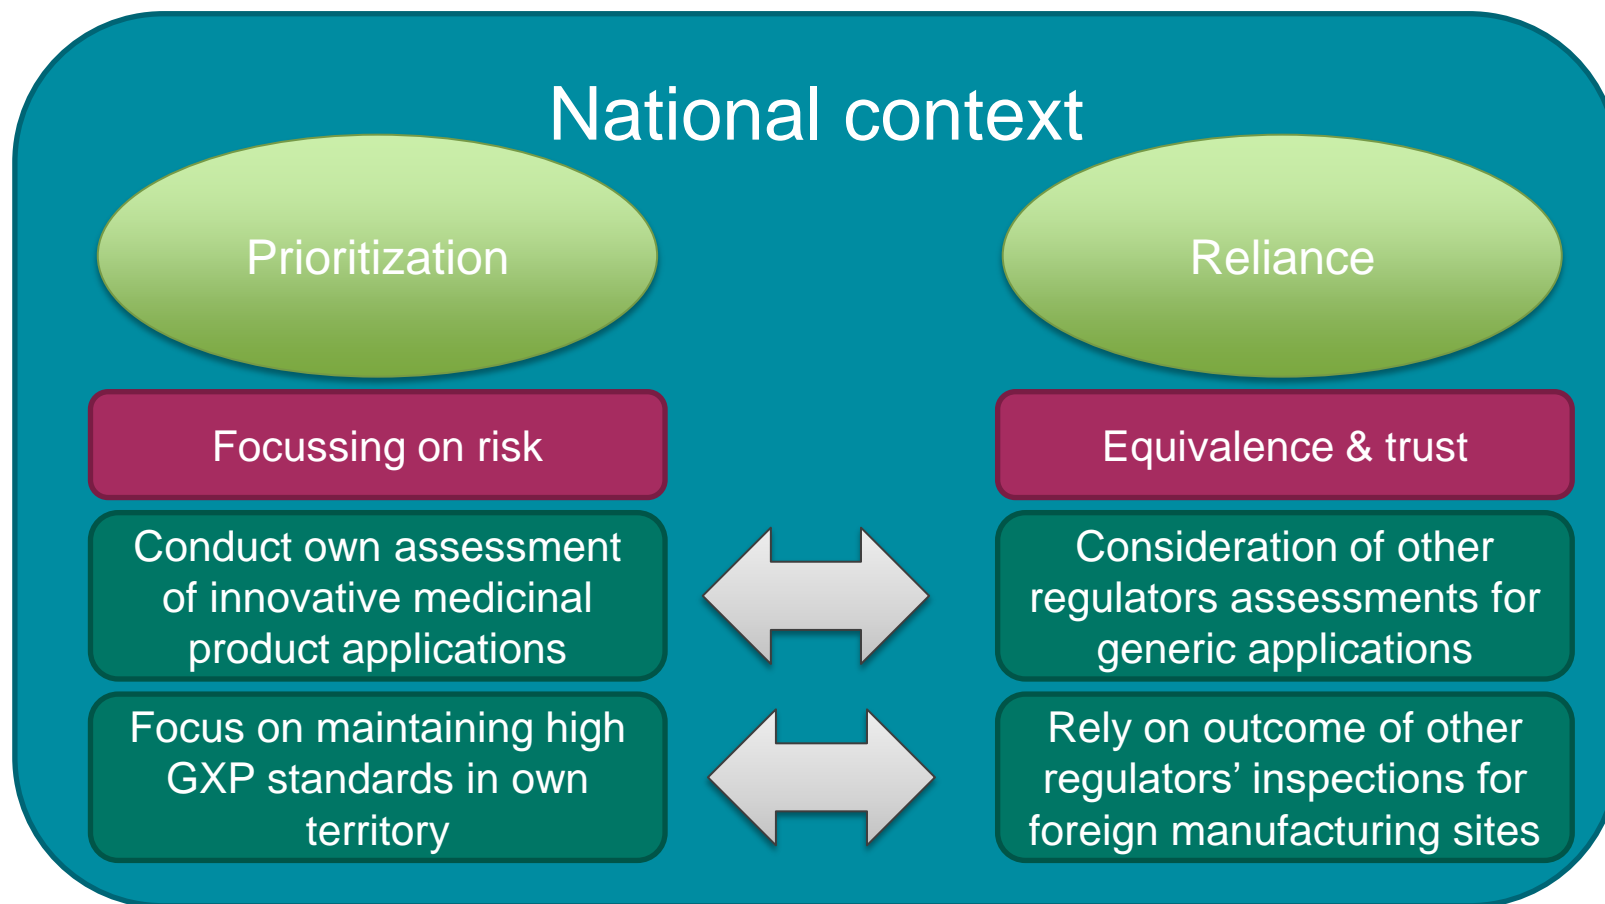 National context
Prioritization
Reliance
Focussing on risk
Equivalence & trust
Conduct own assessment
of innovative medicinal
product applications
Consideration of other
regulators assessments for
generic applications
Focus on maintaining high
GXP standards in own
territory
Rely on outcome of other
regulators’ inspections for
foreign manufacturing sites